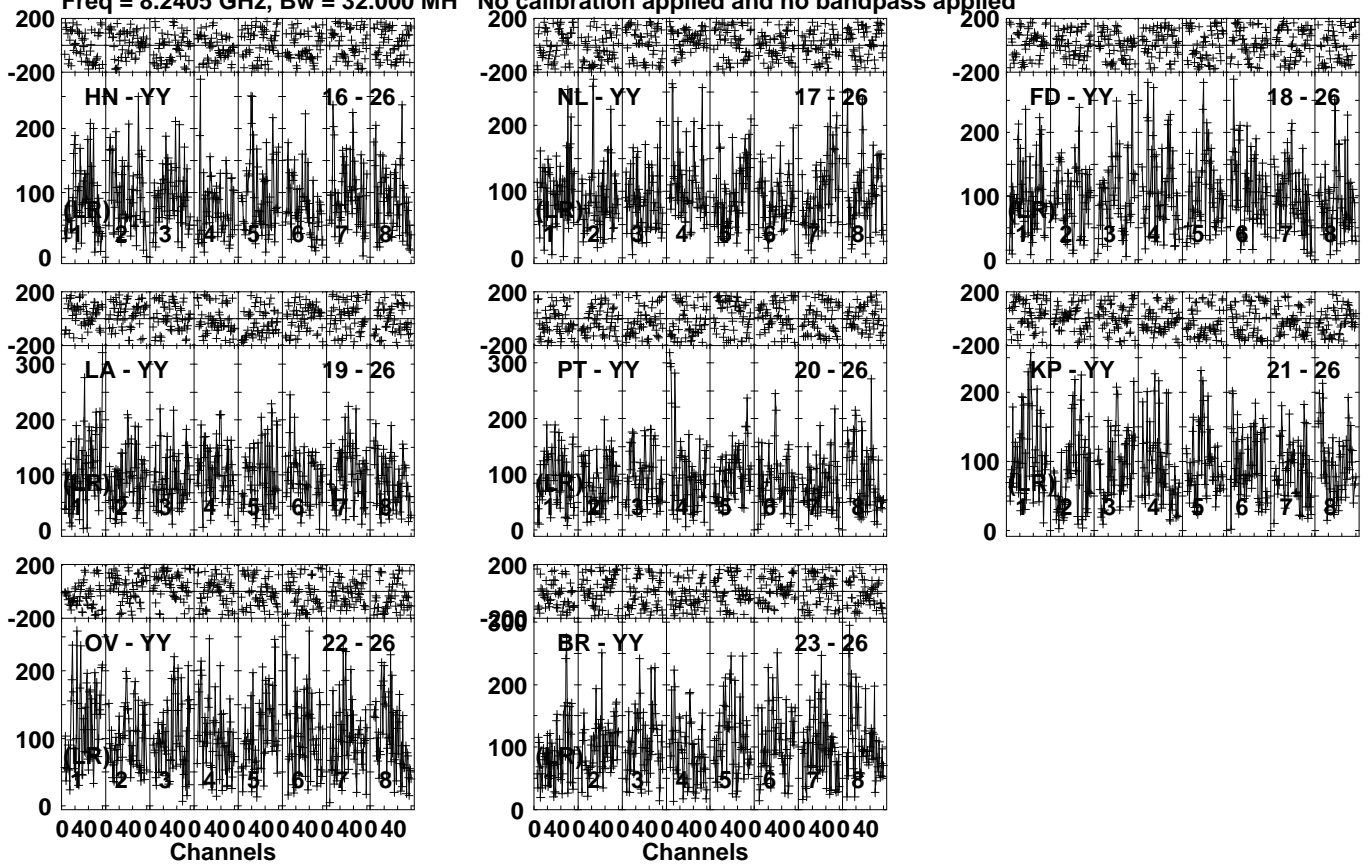 Freq = 8.2405 GHz, Bw = 32.000 MH No calibration applied and no bandpass applied
200 200 200
-200 -200 -200
HN - YY 16 - 26 NL - YY 17 - 26 FD - YY 18 - 26
200 200 200
100 100 100
(LR) (LR) (LR)
1 2 3 4 5 6 7 8 1 2 3 4 5 6 7 8 1 2 3 4 5 6 7 8
0 0 0
200 200 200
-200 -200 -200
300 300
LA - YY 19 - 26 PT - YY 20 - 26 KP - YY 21 - 26
200 200 200
100 100 100
(LR) (LR) (LR)
1 2 3 4 5 6 7 8 1 2 3 4 5 6 7 8 1 2 3 4 5 6 7 8
0 0 0
200 200
-200 -200
300
OV - YY 22 - 26 BR - YY 23 - 26
200 200
100 100
(LR) (LR)
1 2 3 4 5 6 7 8 1 2 3 4 5 6 7 8
0 0
0 40 0 40 0 40 0 40 0 40 0 40 0 40 0 40 0 40 0 40 0 40 0 40 0 40 0 40 0 40 0 40
Channels Channels